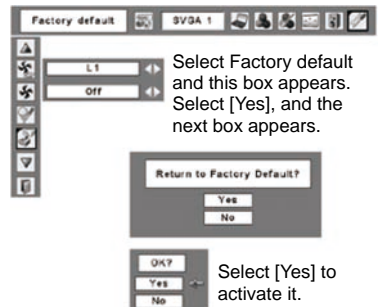 Factory default
SVGA 1
L1
Off
Select Factory default
and this box appears.
Select [Yes], and the
next box appears.
Return to Factory Default?
Yes
No
OK?
Yes
No
Select [Yes] to
activate it.